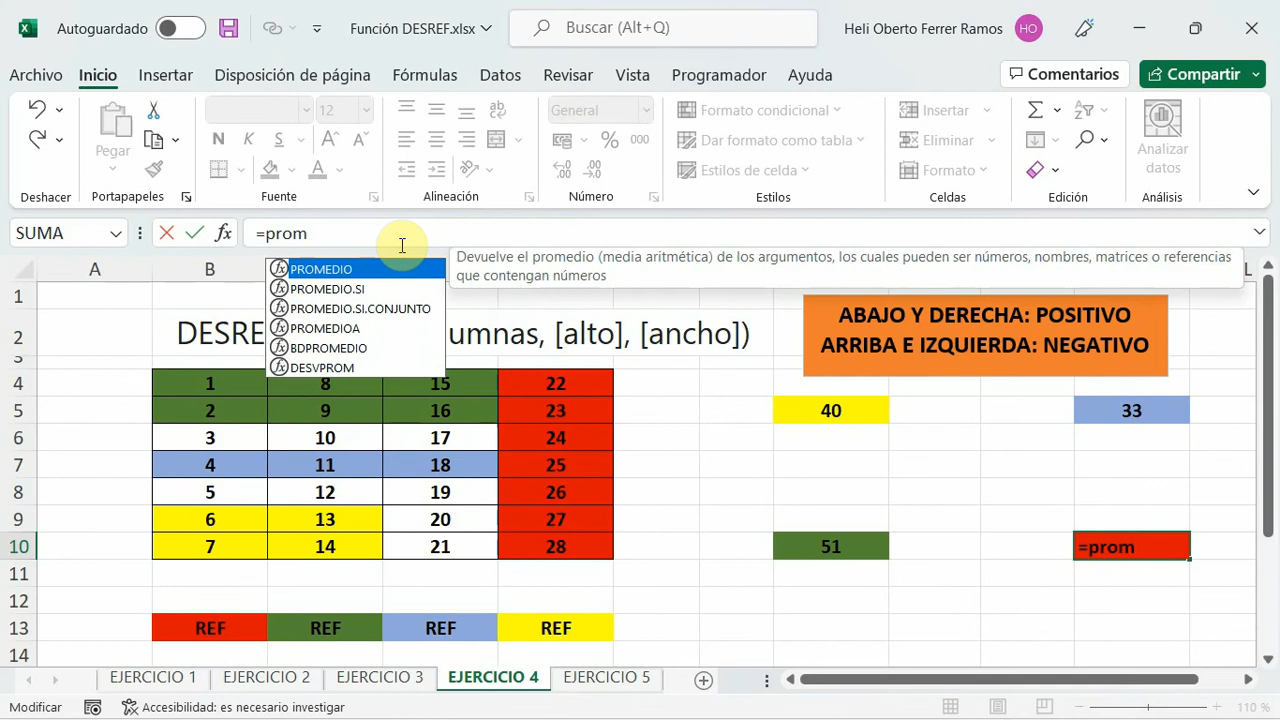 Autoguardado
Función DESREF.xlsx
Buscar (Alt+Q)
Heli Oberto Ferrer Ramos
HO
Archivo Inicio Insertar Disposición de página Fórmulas Datos Revisar Vista Programador Ayuda
Comentarios
Compartir
12
General
Formato condicional
Insertar
N K S
ab
% 000
Pegar
Dar formato como tabla
Eliminar
Analizar datos
Estilos de celda
Formato
Deshacer Portapapeles Fuente Alineación Número Estilos Celdas Edición Análisis
SUMA
fx
=prom
Devuelve el promedio (media aritmética) de los argumentos, los cuales pueden ser números, nombres, matrices o referencias
que contengan números
A B L
PROMEDIO
PROMEDIO.SI
PROMEDIO.SI.CONJUNTO
PROMEDIOA
BDPROMEDIO
DESVPROM
1
ABAJO Y DERECHA: POSITIVO
ARRIBA E IZQUIERDA: NEGATIVO
2 DESRE umnas, [alto], [ancho])
3
4 1 8 15 22
5 2 9 16 23 40 33
6 3 10 17 24
7 4 11 18 25
8 5 12 19 26
9 6 13 20 27
10 7 14 21 28 51 =prom
11
12
13 REF REF REF REF
14
EJERCICIO 1 EJERCICIO 2 EJERCICIO 3 EJERCICIO 4 EJERCICIO 5
Modificar
Accesibilidad: es necesario investigar
110 %